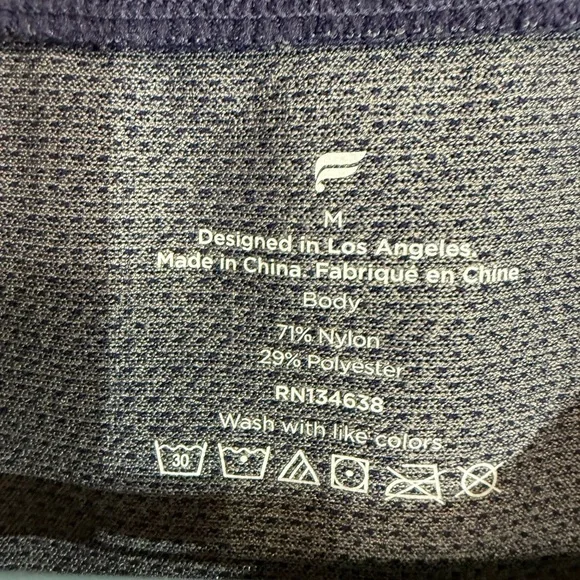 M
Designed in Los Angeles.
Made in China. Fabriqué en Chine
Body
71% Nylon
29% Polyester
RN134638
Wash with like colors
30